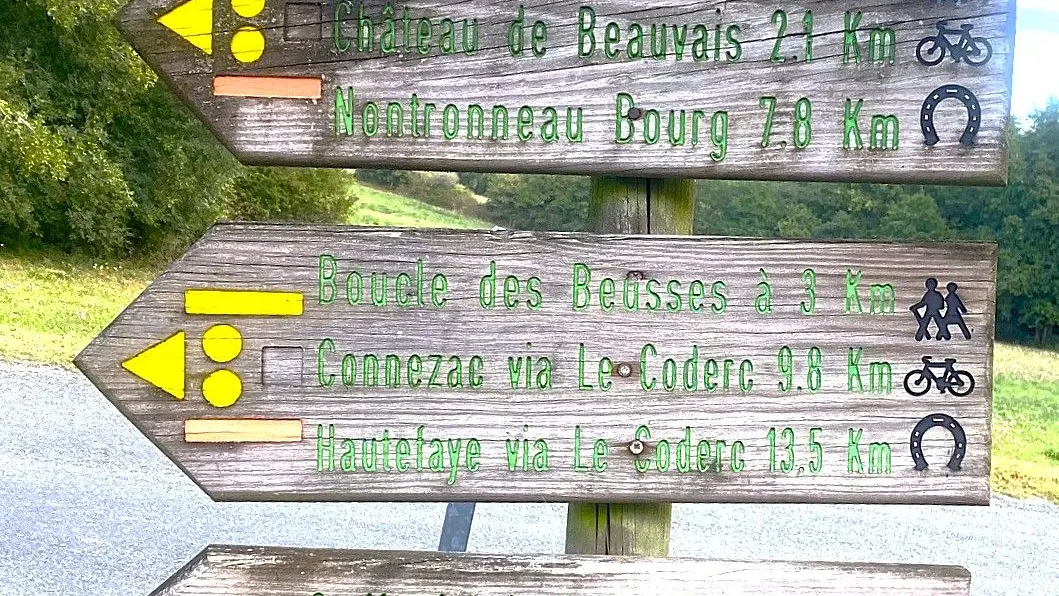 Château de Beauvais 2.1 Km
Nontronneau Bourg 7.8 Km
Boucle des Beüsses à 3 Km
Connezac via Le Coderc 9.8 Km
Hautefaye via Le Coderc 13,5 Km